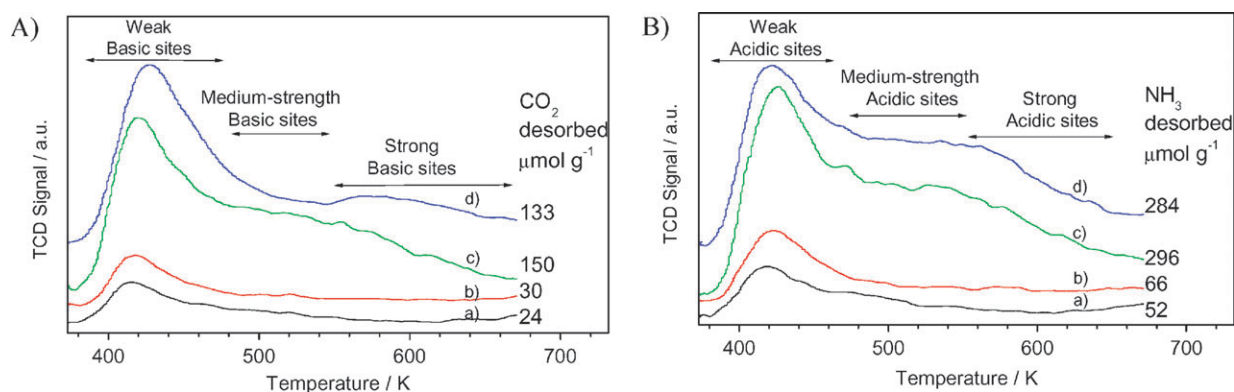 A)
Weak
Basic sites
Medium-strength
Basic sites
Strong
Basic sites
CO2
desorbed
μmol g-1
d)
133
c)
150
b)
30
a)
24
TCD Signal / a.u.
400
500
600
700
Temperature / K
B)
Weak
Acidic sites
Medium-strength
Acidic sites
Strong
Acidic sites
NH3
desorbed
μmol g-1
d)
284
c)
296
b)
66
a)
52
TCD Signal / a.u.
400
500
600
700
Temperature / K